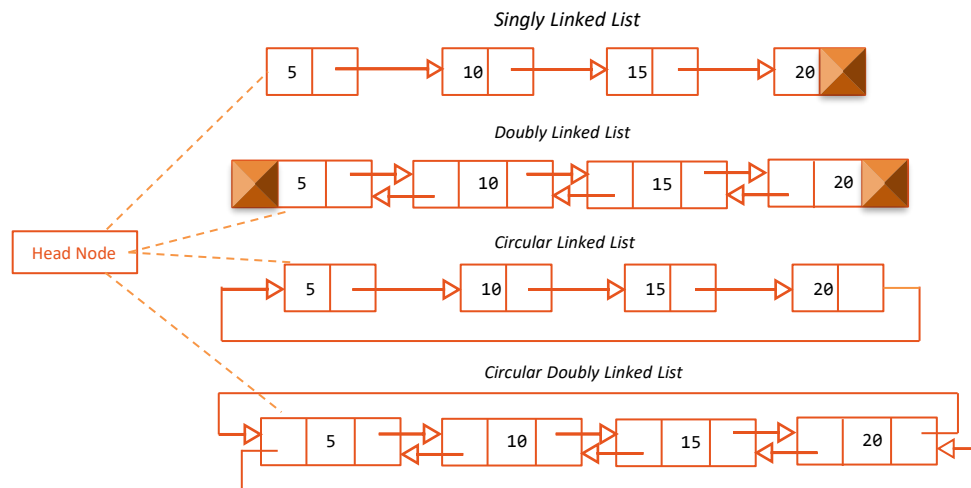 Singly Linked List
5 10 15 20
Doubly Linked List
5 10 15 20
Head Node
Circular Linked List
5 10 15 20
Circular Doubly Linked List
5 10 15 20